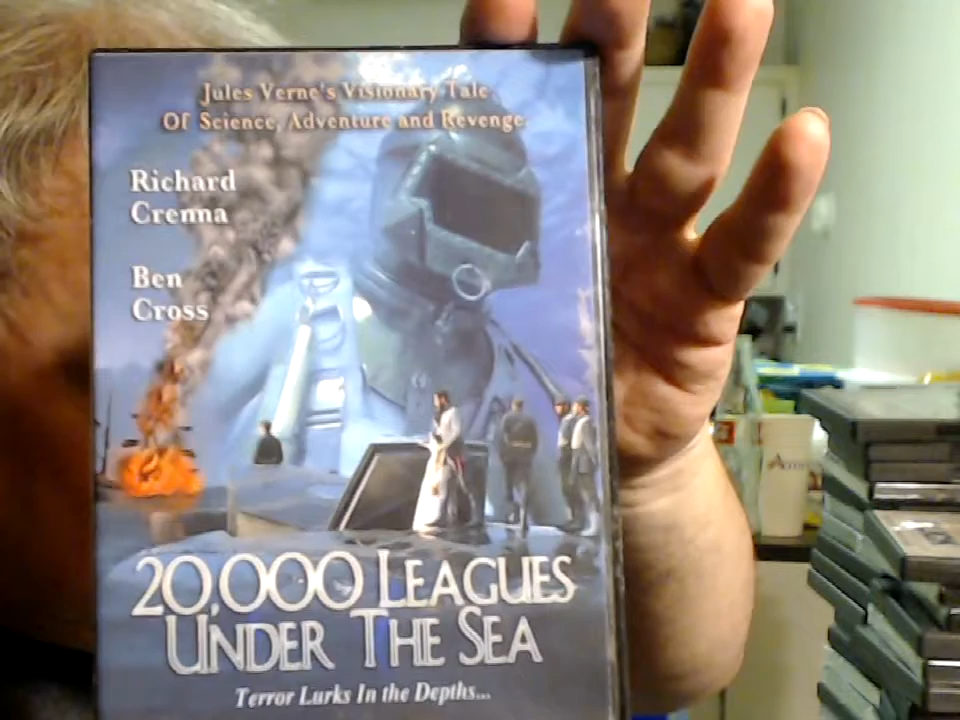 Jules Verne's Visionary Tale
Of Science, Adventure and Revenge
Richard
Crenna
Ben
Cross
20,000 Leagues
Under The Sea
Terror Lurks In the Depths...